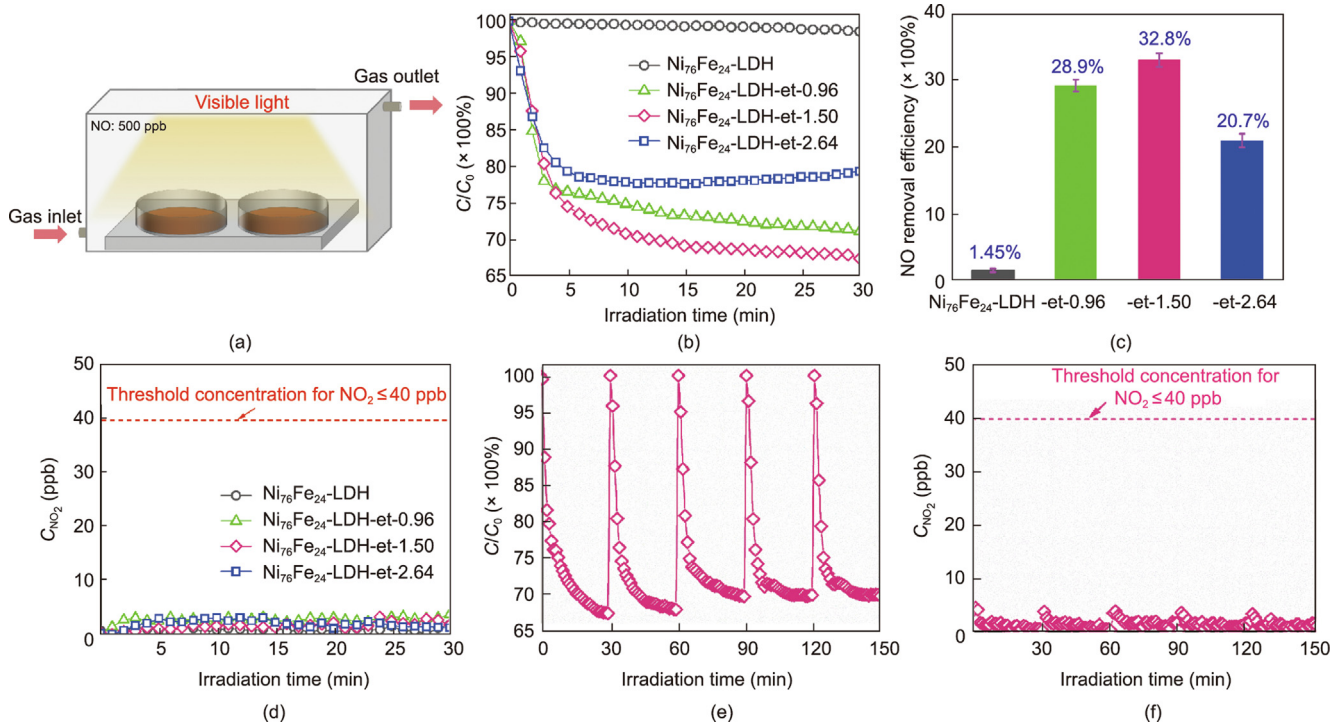 Gas outlet
Visible light
NO: 500 ppb
Gas inlet
(a)
C/C₀ (× 100%)
100
95
90
85
80
75
70
65
Ni₇₆Fe₂₄-LDH
Ni₇₆Fe₂₄-LDH-et-0.96
Ni₇₆Fe₂₄-LDH-et-1.50
Ni₇₆Fe₂₄-LDH-et-2.64
0 5 10 15 20 25 30
Irradiation time (min)
(b)
NO removal efficiency (× 100%)
40
30
20
10
0
1.45%
28.9%
32.8%
20.7%
Ni₇₆Fe₂₄-LDH -et-0.96 -et-1.50 -et-2.64
(c)
C_NO₂ (ppb)
50
40
30
20
10
0
Threshold concentration for NO₂ ≤ 40 ppb
Ni₇₆Fe₂₄-LDH
Ni₇₆Fe₂₄-LDH-et-0.96
Ni₇₆Fe₂₄-LDH-et-1.50
Ni₇₆Fe₂₄-LDH-et-2.64
0 5 10 15 20 25 30
Irradiation time (min)
(d)
C/C₀ (× 100%)
100
95
90
85
80
75
70
65
0 30 60 90 120 150
Irradiation time (min)
(e)
C_NO₂ (ppb)
50
40
30
20
10
0
Threshold concentration for
NO₂ ≤ 40 ppb
30 60 90 120 150
Irradiation time (min)
(f)